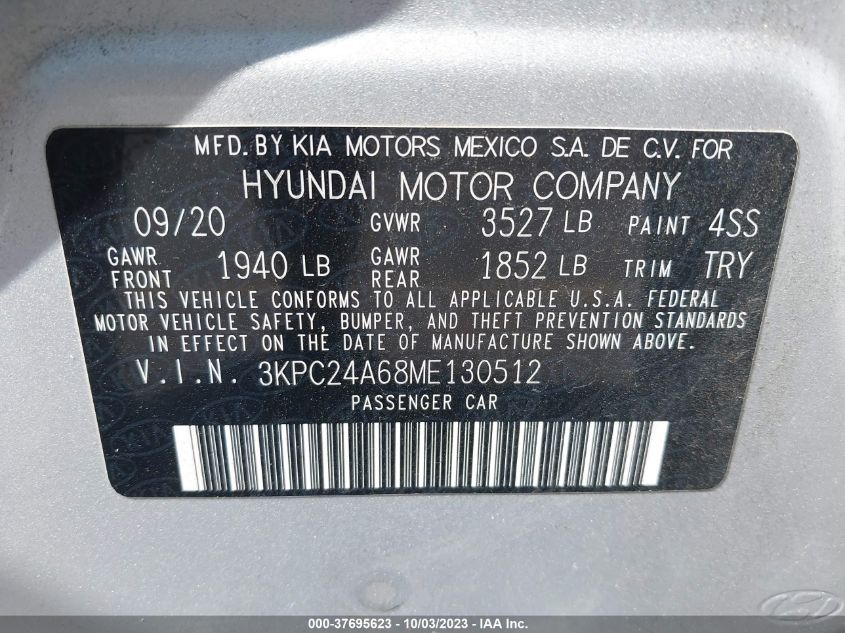 MFD. BY KIA MOTORS MEXICO S.A. DE C.V. FOR
HYUNDAI MOTOR COMPANY
09/20 GVWR 3527 LB PAINT 4SS
GAWR FRONT 1940 LB GAWR REAR 1852 LB TRIM TRY
THIS VEHICLE CONFORMS TO ALL APPLICABLE U.S.A. FEDERAL
MOTOR VEHICLE SAFETY, BUMPER, AND THEFT PREVENTION STANDARDS
IN EFFECT ON THE DATE OF MANUFACTURE SHOWN ABOVE.
V.I.N. 3KPC24A68ME130512
PASSENGER CAR
000-37695623 - 10/03/2023 - IAA Inc.